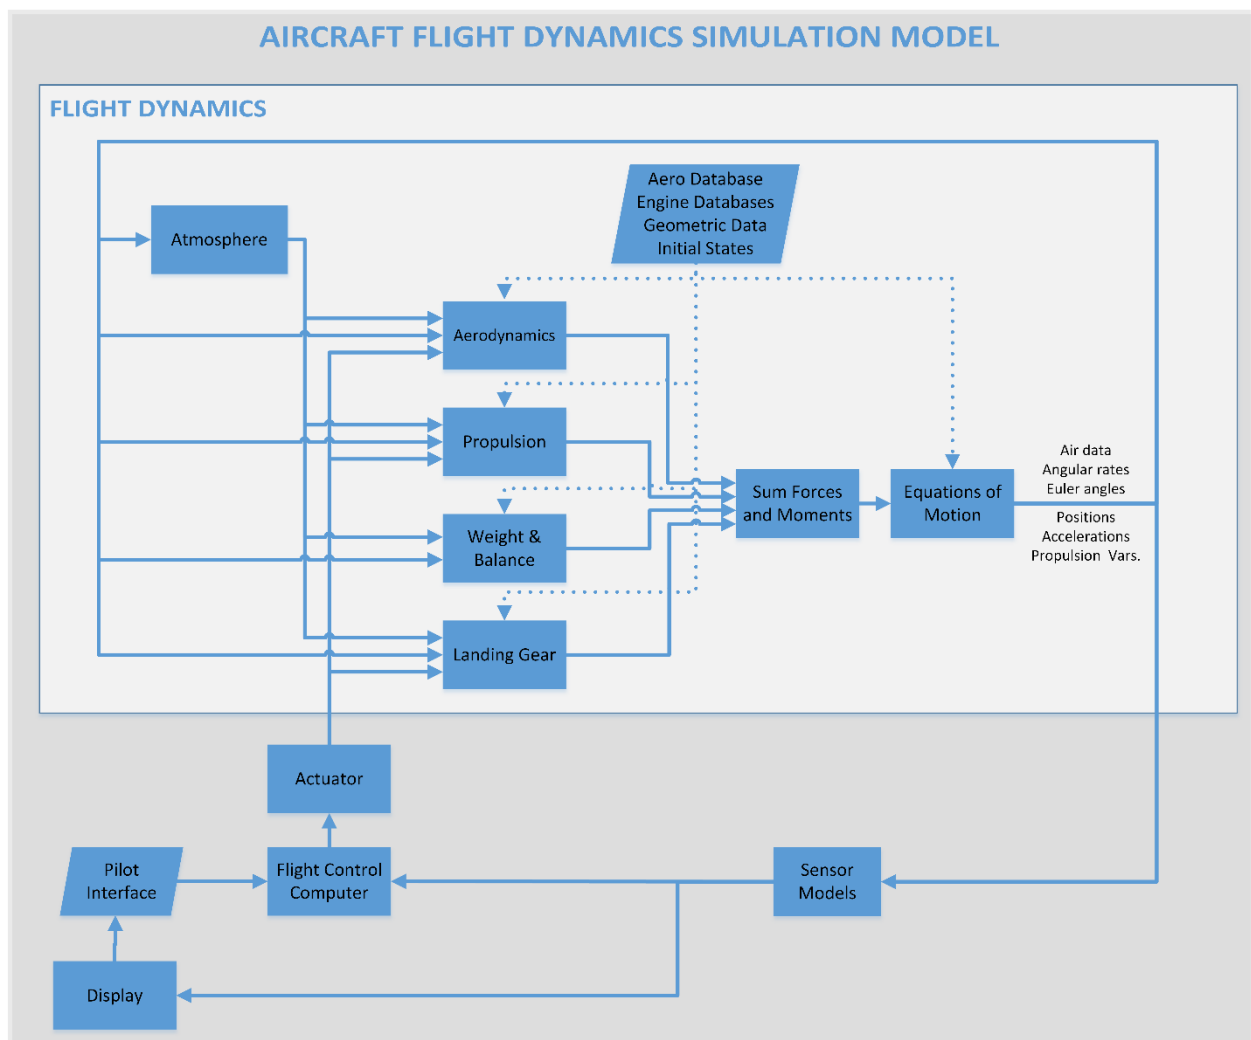 AIRCRAFT FLIGHT DYNAMICS SIMULATION MODEL
FLIGHT DYNAMICS
Aero Database
Engine Databases
Geometric Data
Initial States
Atmosphere
Aerodynamics
Propulsion
Weight &
Balance
Landing Gear
Sum Forces
and Moments
Equations of
Motion
Air data
Angular rates
Euler angles
Positions
Accelerations
Propulsion Vars.
Actuator
Pilot
Interface
Flight Control
Computer
Sensor
Models
Display